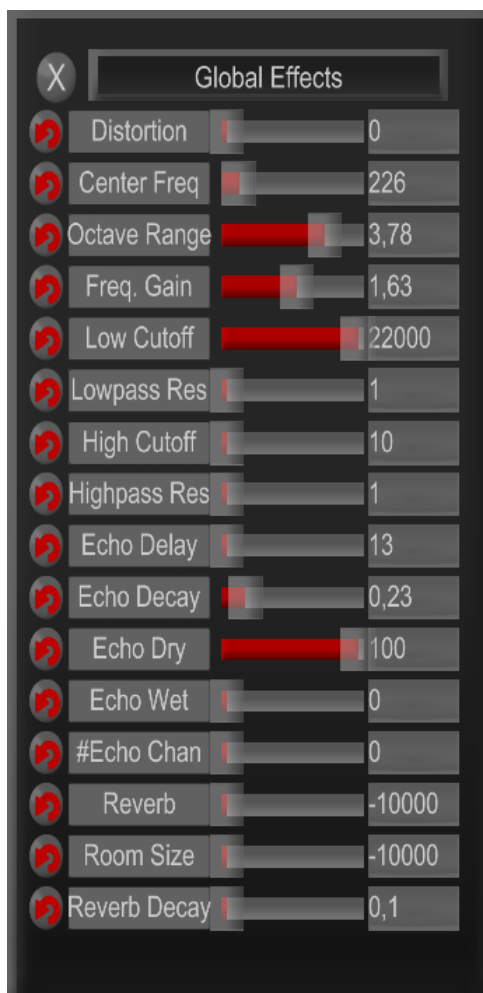 X Global Effects
Distortion 0
Center Freq 226
Octave Range 3,78
Freq. Gain 1,63
Low Cutoff 22000
Lowpass Res 1
High Cutoff 10
Highpass Res 1
Echo Delay 13
Echo Decay 0,23
Echo Dry 100
Echo Wet 0
#Echo Chan 0
Reverb -10000
Room Size -10000
Reverb Decay 0,1